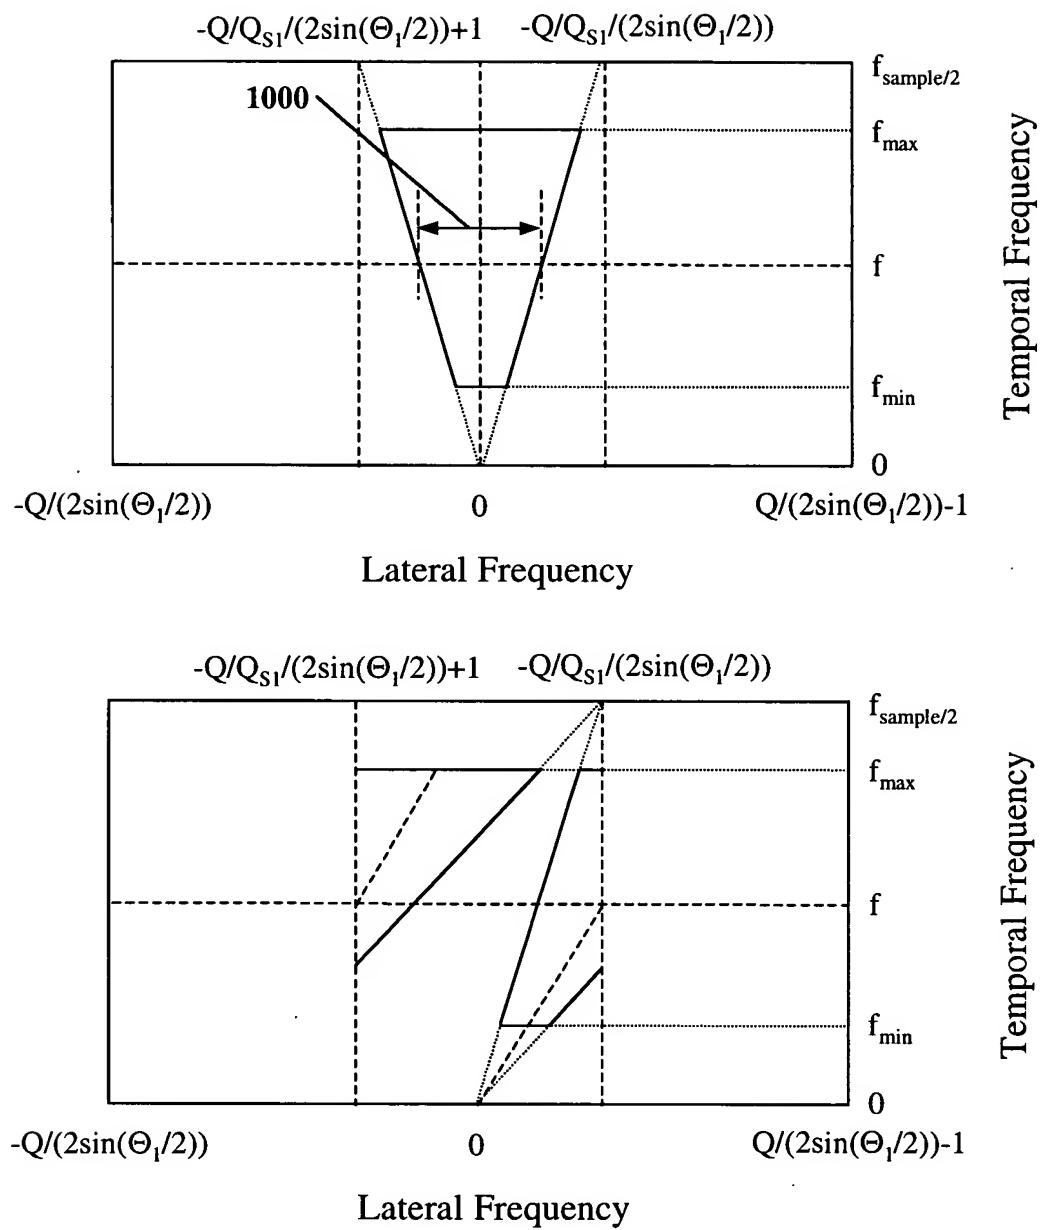 -Q/Q_S1/(2sin(Θ_1/2))+1 -Q/Q_S1/(2sin(Θ_1/2))
f_sample/2
1000
f_max
f
f_min
0
Temporal Frequency
-Q/(2sin(Θ_1/2)) 0 Q/(2sin(Θ_1/2))-1
Lateral Frequency
-Q/Q_S1/(2sin(Θ_1/2))+1 -Q/Q_S1/(2sin(Θ_1/2))
f_sample/2
f_max
f
f_min
0
Temporal Frequency
-Q/(2sin(Θ_1/2)) 0 Q/(2sin(Θ_1/2))-1
Lateral Frequency